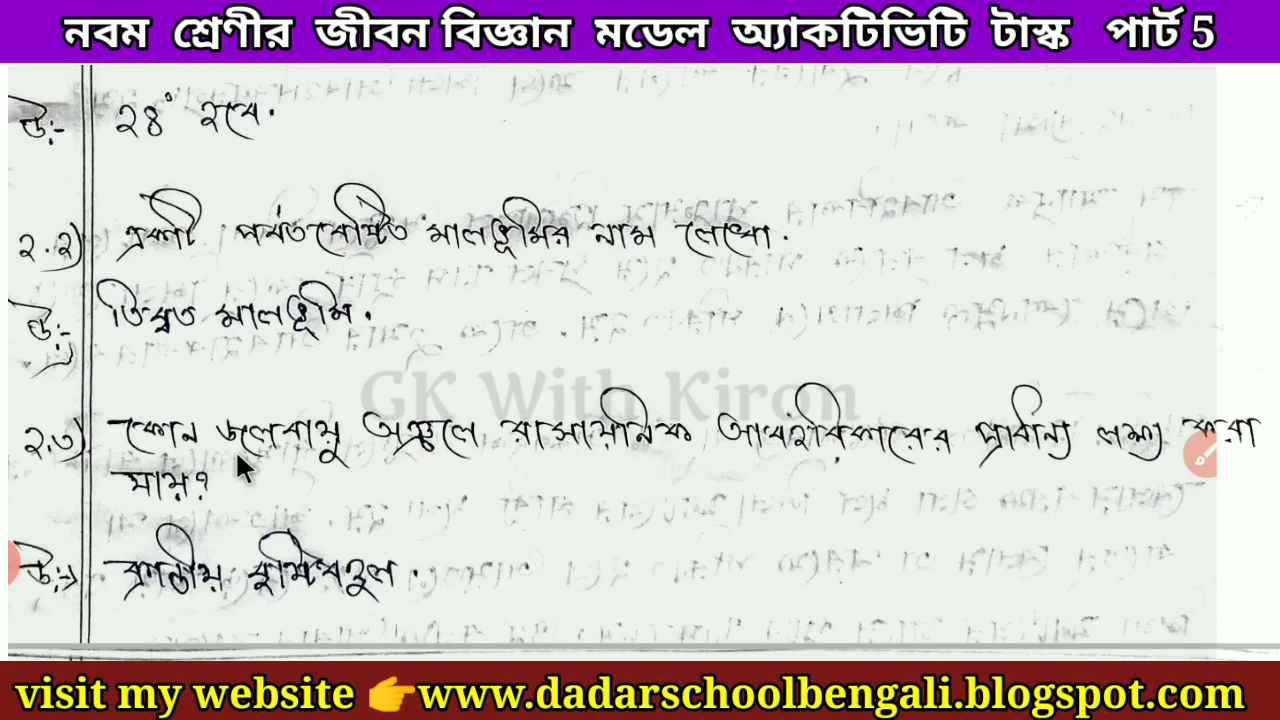 নবম শ্রেণীর জীবন বিজ্ঞান মডেল অ্যাকটিভিটি টাস্ক পার্ট 5
উঃ- ২৪° হবে.
২.২) একটি পর্বতবেষ্টিত মালভূমির নাম লেখো.
উঃ- তিব্বত মালভূমি.
GK With Kiron
২.৩) কোন জলবায়ু অঞ্চলে রাসায়নিক আবহবিকারের প্রাধান্য লক্ষ্য করা
যায়?
উঃ→ ক্রান্তীয় বৃষ্টিবহুল.
visit my website 👉www.dadarschoolbengali.blogspot.com